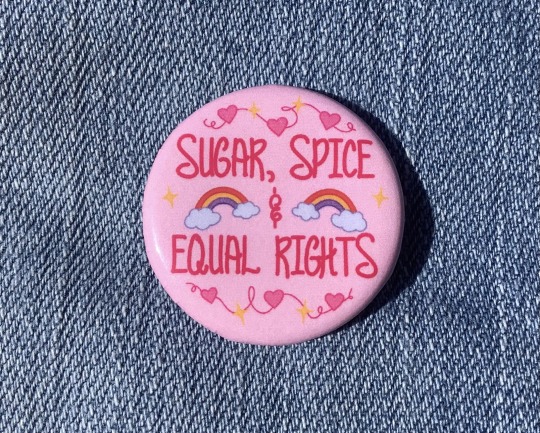 SUGAR, SPICE
&
EQUAL RIGHTS